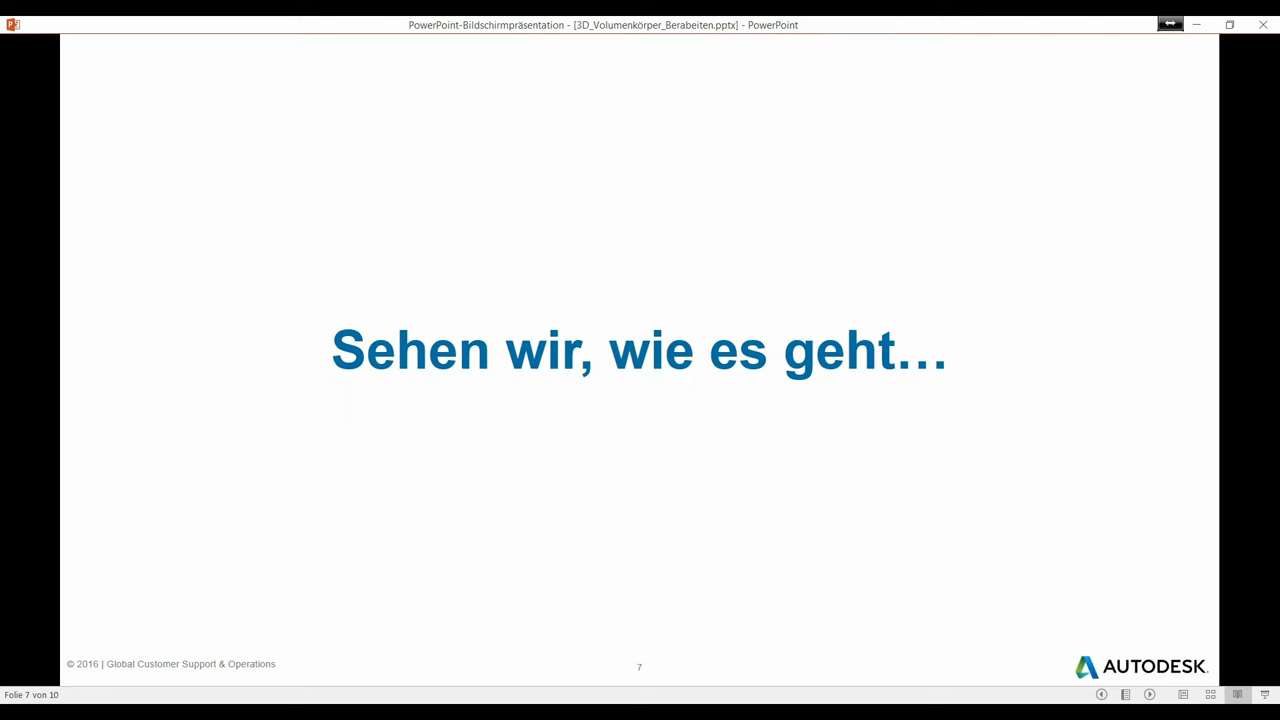 PowerPoint-Bildschirmpräsentation - [3D_Volumenkörper_Berabeiten.pptx] - PowerPoint
Sehen wir, wie es geht...
© 2016 | Global Customer Support & Operations
7
AUTODESK.
Folie 7 von 10